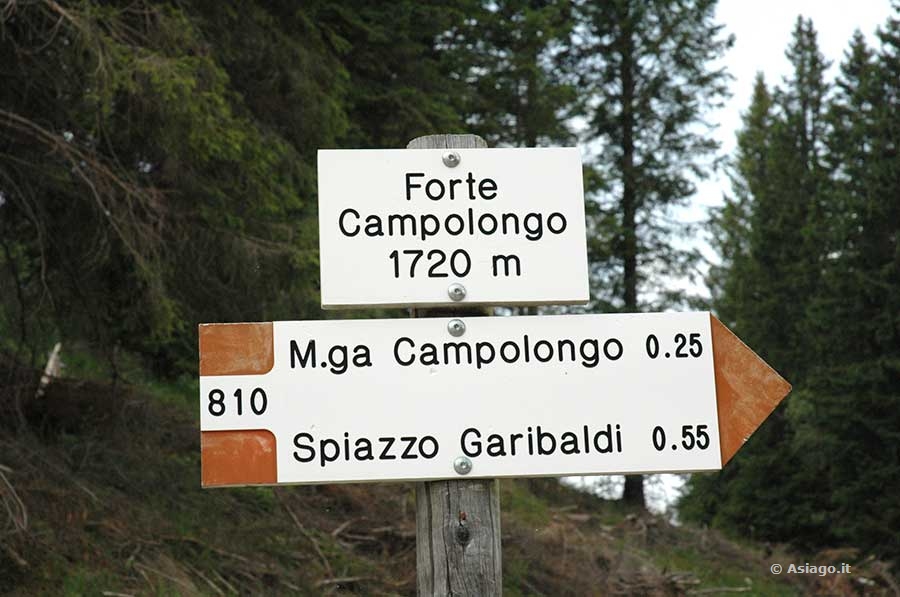 Forte
Campolongo
1720 m
M.ga Campolongo 0.25
810
Spiazzo Garibaldi 0.55
© Asiago.it